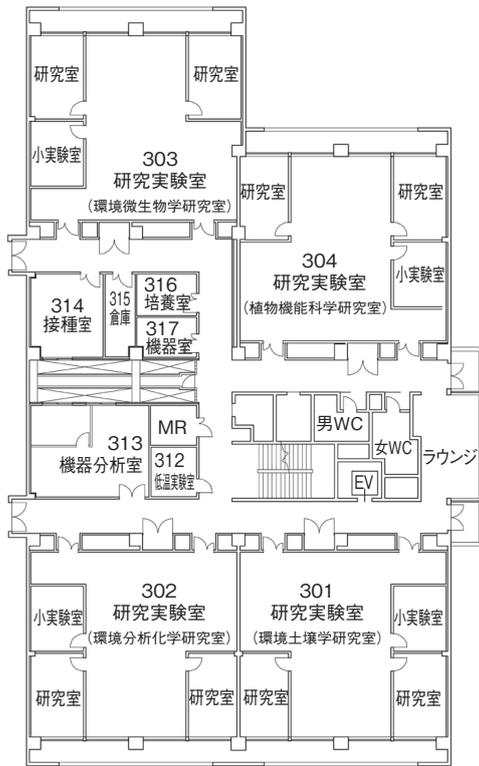 研究室
研究室
小実験室
303
研究実験室
(環境微生物学研究室)
研究室
研究室
304
研究実験室
(植物機能科学研究室)
小実験室
314
接種室
315
倉庫
316
培養室
317
機器室
313
機器分析室
MR
312
低温実験室
男WC
女WC
EV
ラウンジ
302
研究実験室
(環境分析化学研究室)
小実験室
研究室
研究室
301
研究実験室
(環境土壌学研究室)
小実験室
研究室
研究室